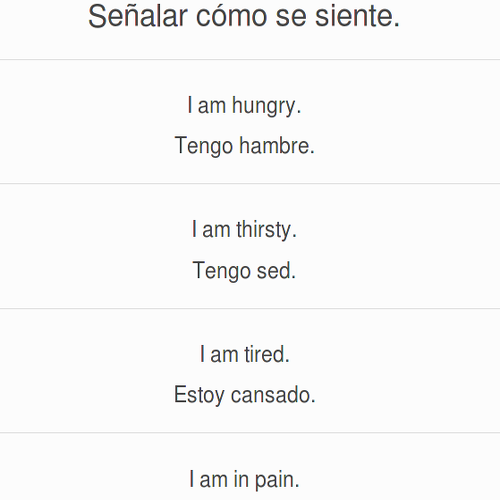 Señalar cómo se siente.
I am hungry.
Tengo hambre.
I am thirsty.
Tengo sed.
I am tired.
Estoy cansado.
I am in pain.